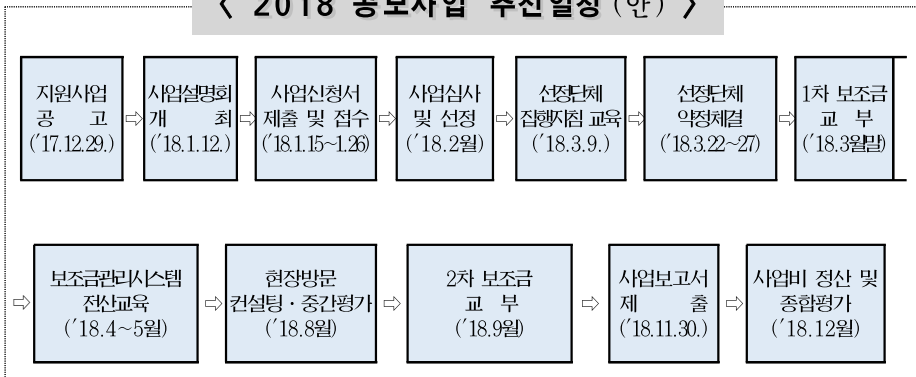 〈 2018 공모사업 추진일정(안) 〉
지원사업
공 고
(′17.12.29.)
⇨
사업설명회
개 최
(′18.1.12.)
⇨
사업신청서
제출 및 접수
(′18.1.15~1.26)
⇨
사업심사
및 선정
(′18.2월)
⇨
선정단체
집행지침 교육
(′18.3.9.)
⇨
선정단체
약정체결
(′18.3.22~27)
⇨
1차 보조금
교 부
(′18.3월말)
⇨
보조금관리시스템
전산교육
(′18.4~5월)
⇨
현장방문
컨설팅·중간평가
(′18.8월)
⇨
2차 보조금
교 부
(′18.9월)
⇨
사업보고서
제 출
(′18.11.30.)
⇨
사업비 정산 및
종합평가
(′18.12월)